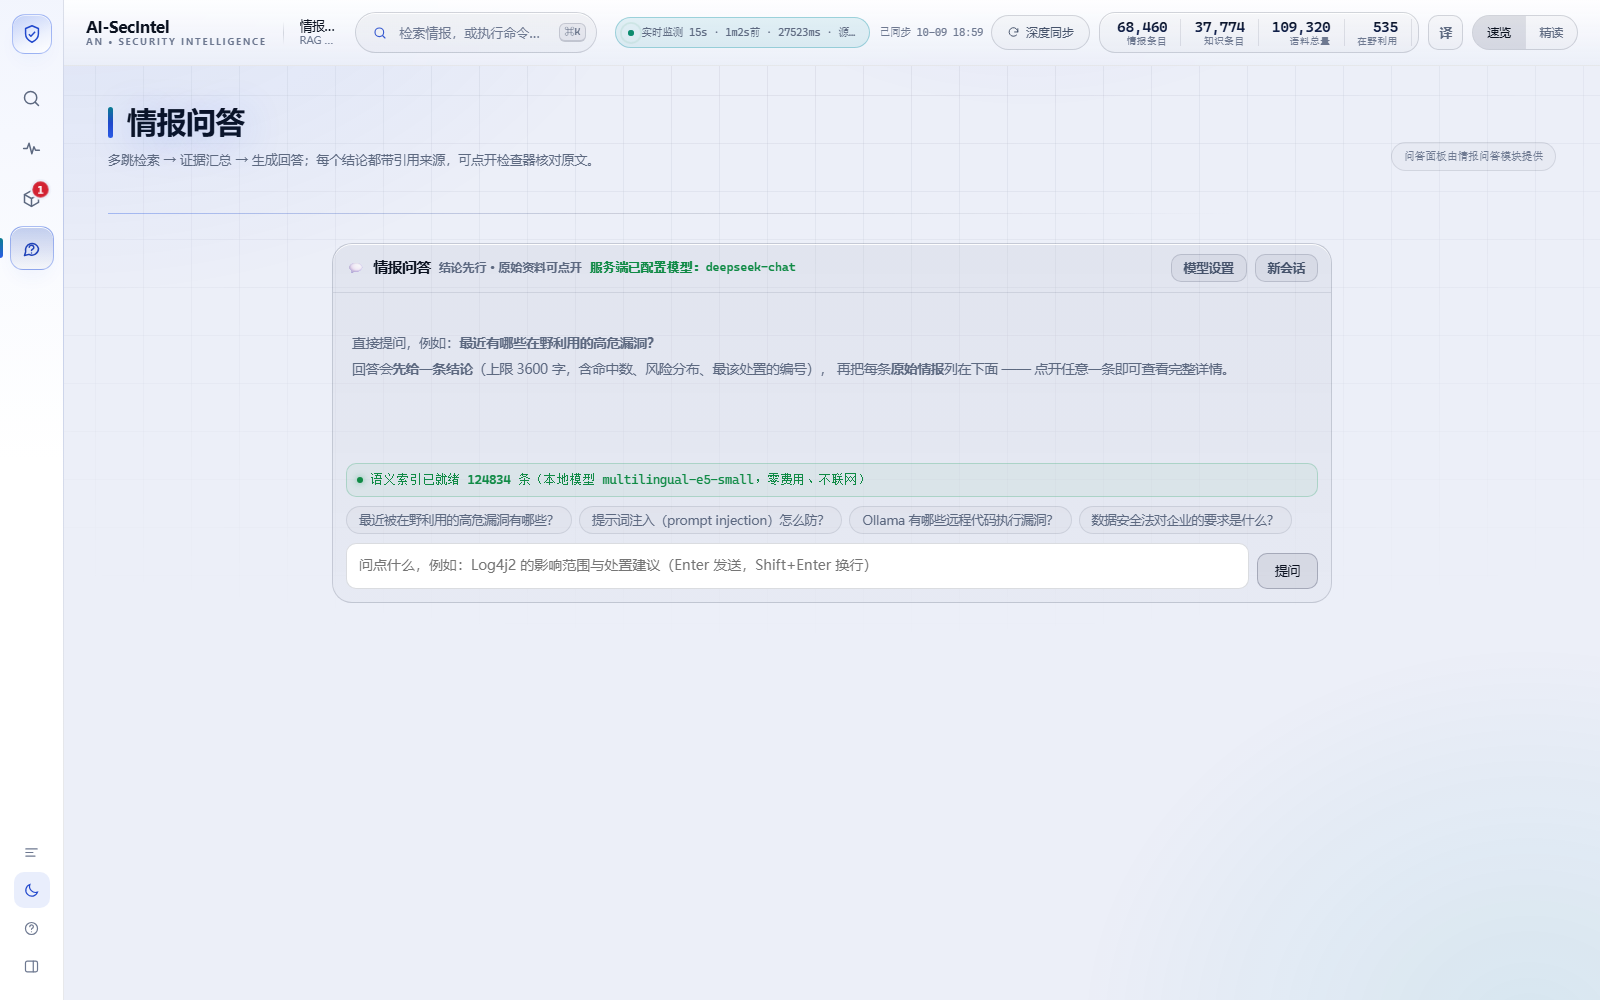 AI-SecIntel
AN • SECURITY INTELLIGENCE
情报...
RAG ...
检索情报，或执行命令...
⌘K
实时监测 15s · 1m2s前 · 27523ms · 源…
已同步 10-09 18:59
深度同步
68,460
情报条目
37,774
知识条目
109,320
语料总量
535
在野利用
译
速览
精读
1
情报问答
多跳检索 → 证据汇总 → 生成回答；每个结论都带引用来源，可点开检查器核对原文。
问答面板由情报问答模块提供
情报问答 结论先行 • 原始资料可点开 服务端已配置模型：deepseek-chat
模型设置
新会话
直接提问，例如：最近有哪些在野利用的高危漏洞？
回答会先给一条结论（上限 3600 字，含命中数、风险分布、最该处置的编号）， 再把每条原始情报列在下面 —— 点开任意一条即可查看完整详情。
语义索引已就绪 124834 条（本地模型 multilingual-e5-small，零费用、不联网）
最近被在野利用的高危漏洞有哪些？
提示词注入（prompt injection）怎么防？
Ollama 有哪些远程代码执行漏洞？
数据安全法对企业的要求是什么？
问点什么，例如：Log4j2 的影响范围与处置建议（Enter 发送，Shift+Enter 换行）
提问